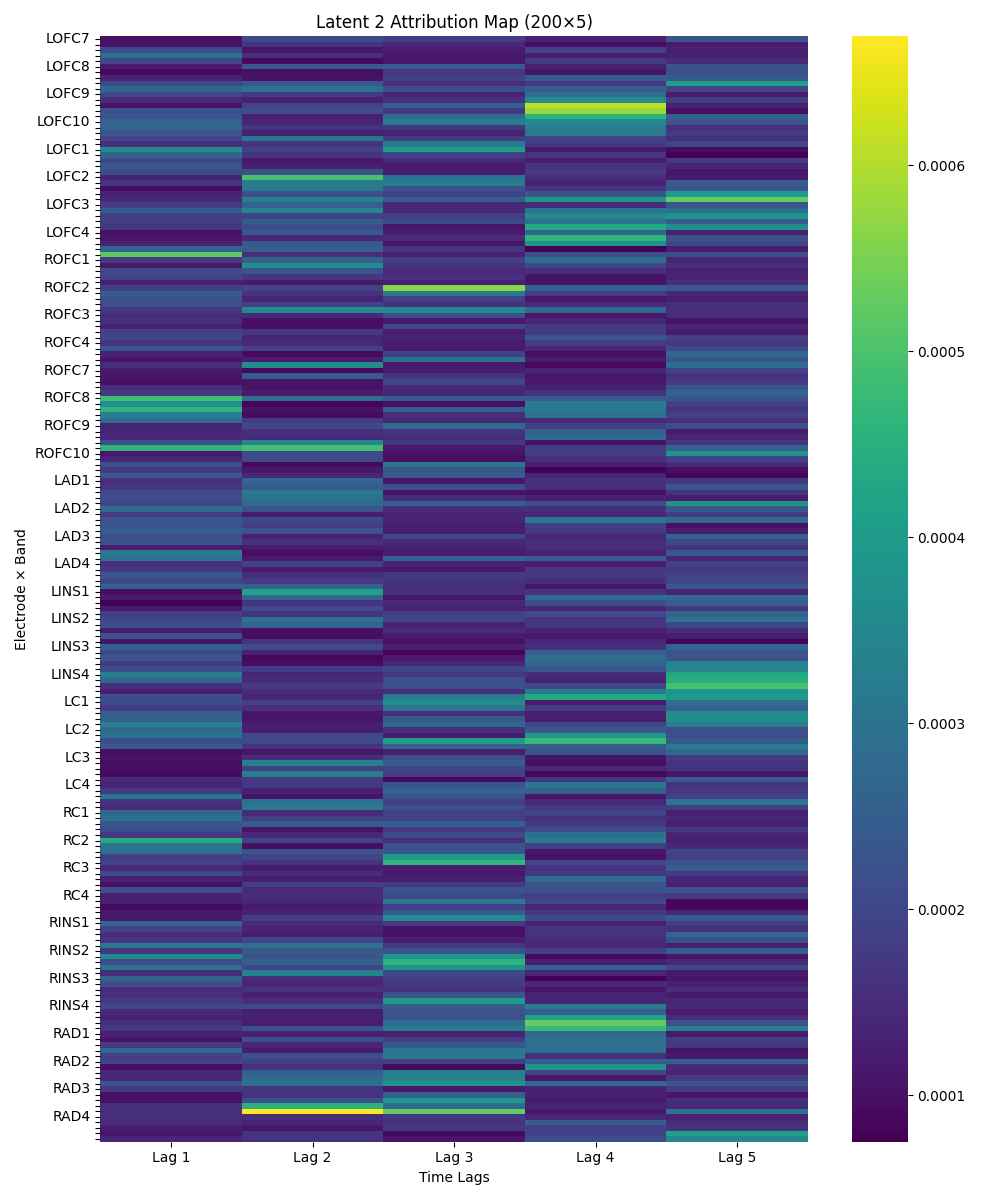 Latent 2 Attribution Map (200×5)
LOFC7
LOFC8
LOFC9
LOFC10
LOFC1
LOFC2
LOFC3
LOFC4
ROFC1
ROFC2
ROFC3
ROFC4
ROFC7
ROFC8
ROFC9
ROFC10
LAD1
LAD2
LAD3
LAD4
LINS1
LINS2
LINS3
LINS4
LC1
LC2
LC3
LC4
RC1
RC2
RC3
RC4
RINS1
RINS2
RINS3
RINS4
RAD1
RAD2
RAD3
RAD4
Electrode × Band
Lag 1
Lag 2
Lag 3
Lag 4
Lag 5
Time Lags
0.0006
0.0005
0.0004
0.0003
0.0002
0.0001